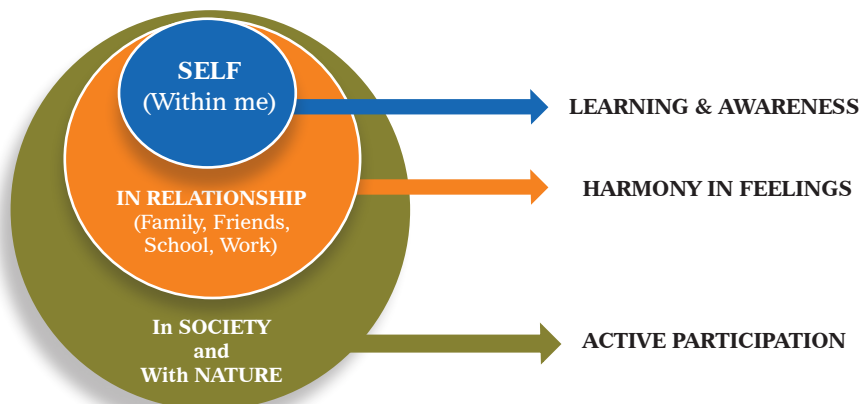 SELF
(Within me)
LEARNING & AWARENESS
IN RELATIONSHIP
(Family, Friends,
School, Work)
HARMONY IN FEELINGS
In SOCIETY
and
With NATURE
ACTIVE PARTICIPATION